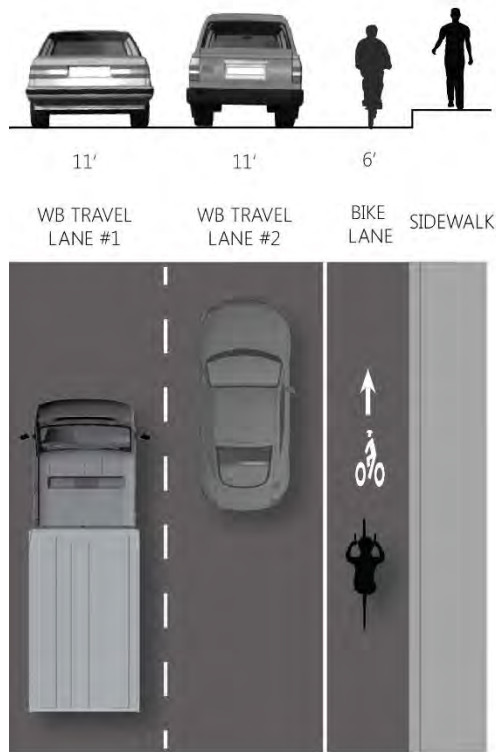 11′
11′
6′
WB TRAVEL
LANE #1
WB TRAVEL
LANE #2
BIKE
LANE
SIDEWALK